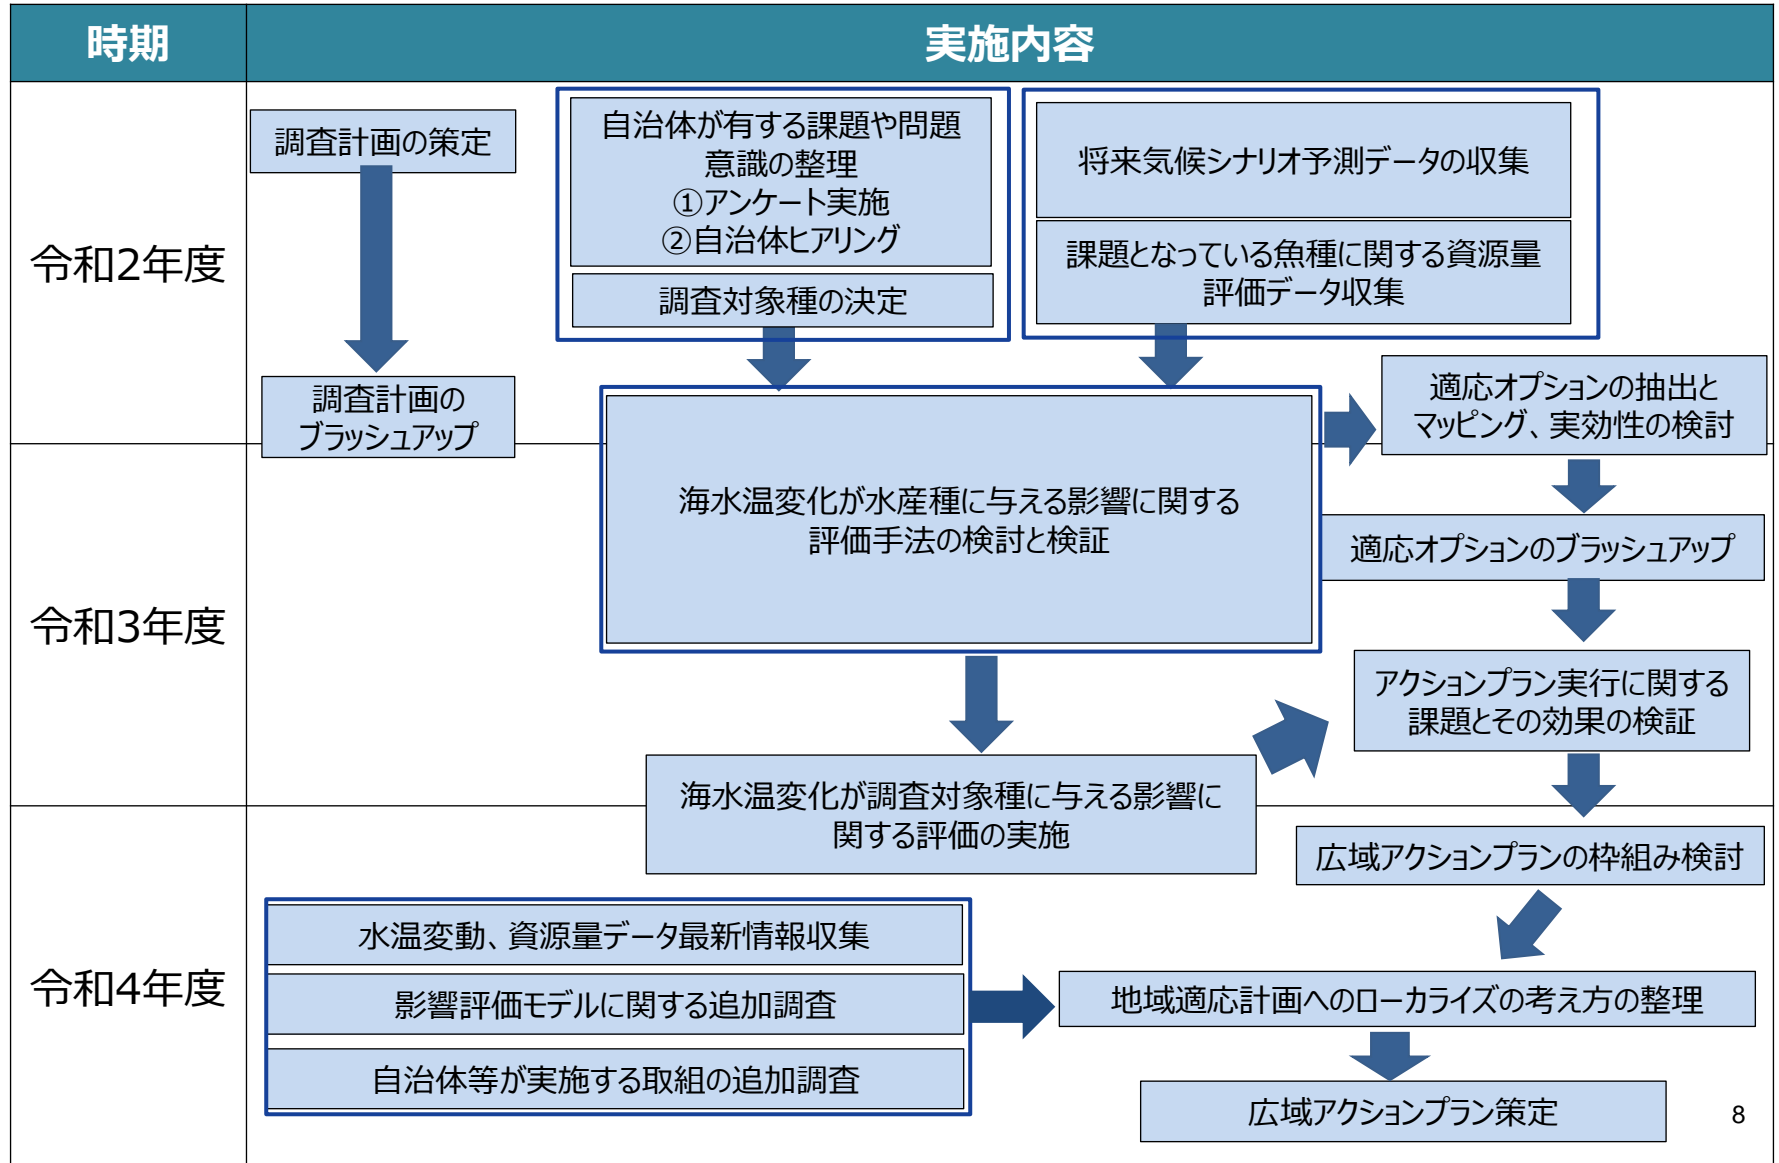 時期
実施内容
令和2年度
調査計画の策定
自治体が有する課題や問題
意識の整理
①アンケート実施
②自治体ヒアリング
調査対象種の決定
将来気候シナリオ予測データの収集
課題となっている魚種に関する資源量
評価データ収集
調査計画の
ブラッシュアップ
海水温変化が水産種に与える影響に関する
評価手法の検討と検証
適応オプションの抽出と
マッピング、実効性の検討
適応オプションのブラッシュアップ
令和3年度
アクションプラン実行に関する
課題とその効果の検証
海水温変化が調査対象種に与える影響に
関する評価の実施
広域アクションプランの枠組み検討
令和4年度
水温変動、資源量データ最新情報収集
影響評価モデルに関する追加調査
自治体等が実施する取組の追加調査
地域適応計画へのローカライズの考え方の整理
広域アクションプラン策定
8